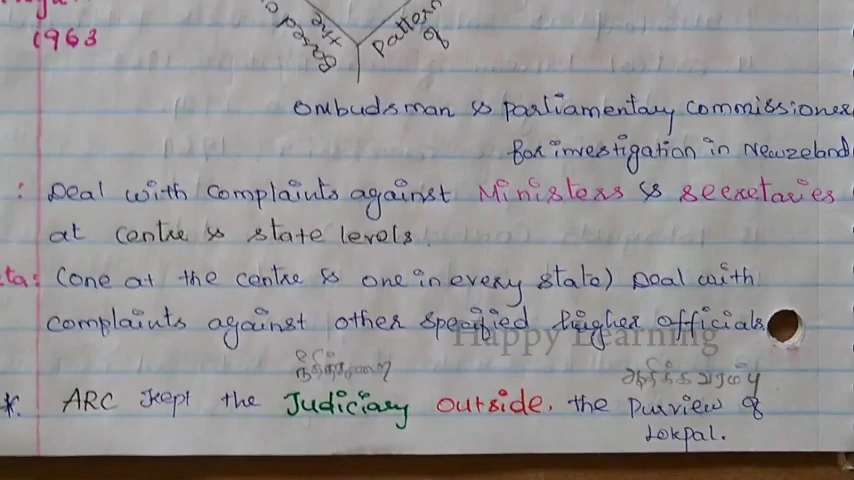 1963
Based o
the
Pattern
of
Ombudsman & parliamentary commissioner
for investigation in Newzeland
: Deal with complaints against Ministers & secretaries
at centre & state levels.
ta: (one at the centre & one in every state) Deal with
complaints against other specified higher officials
Happy Learning
நீதித்துறை
அதிகார வரம்பு
*. ARC kept the Judiciary outside. the purview of
Lokpal.